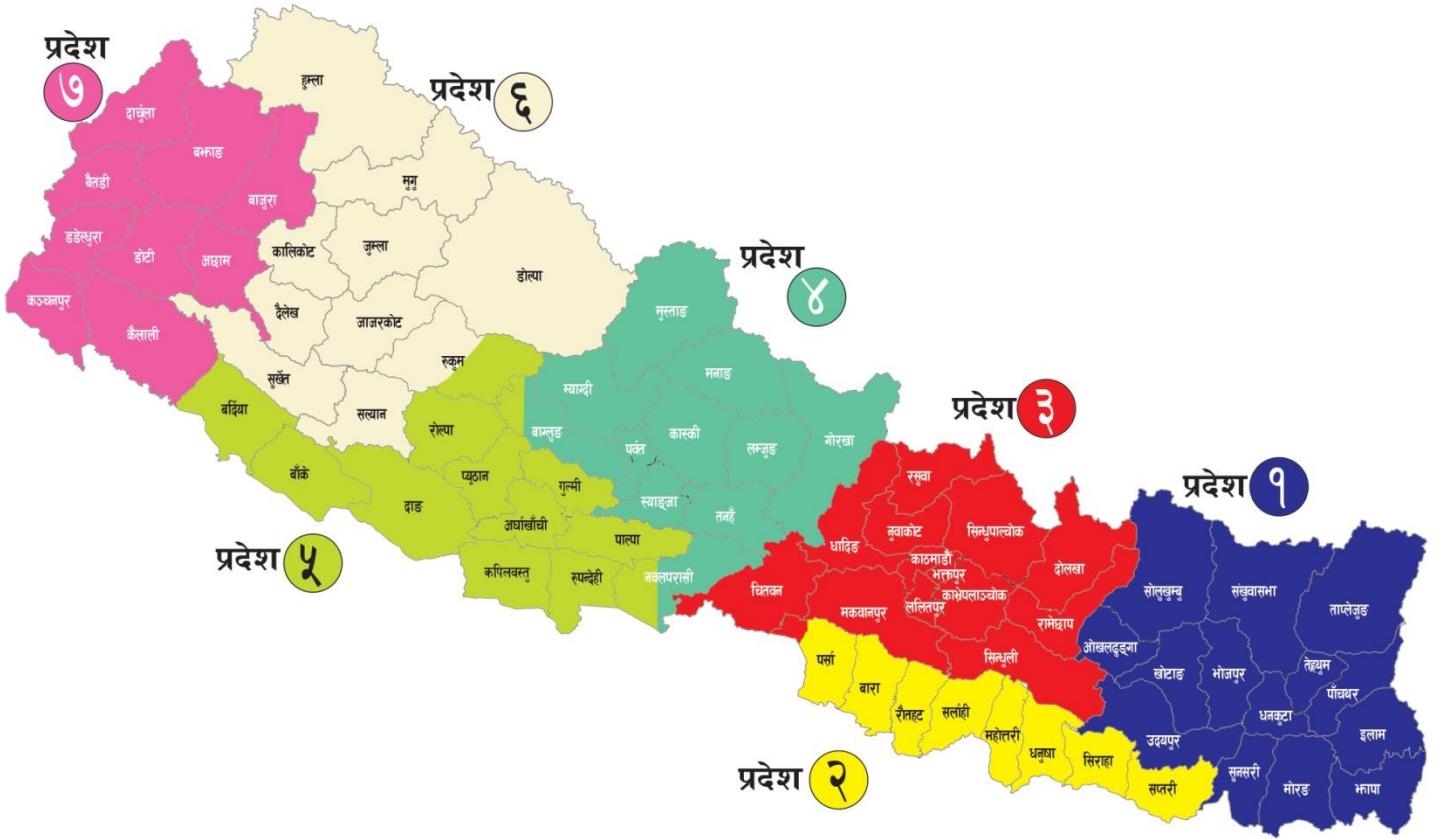 प्रदेश
७
दार्चुला
बझाङ
बैतडी
बाजुरा
डडेल्धुरा
डोटी
अछाम
कञ्चनपुर
कैलाली
प्रदेश ६
हुम्ला
मुगु
कालिकोट
जुम्ला
डोल्पा
दैलेख
जाजरकोट
रुकुम
सुर्खेत
सल्यान
प्रदेश
४
मुस्ताङ
म्याग्दी
मनाङ
बाग्लुङ
पर्वत
कास्की
लम्जुङ
गोरखा
स्याङ्जा
तनहुँ
नवलपरासी
प्रदेश ५
बर्दिया
बाँके
रोल्पा
प्यूठान
गुल्मी
दाङ
अर्घाखाँची
पाल्पा
कपिलवस्तु
रुपन्देही
प्रदेश ३
रसुवा
नुवाकोट
सिन्धुपाल्चोक
धादिङ
काठमाडौं
भक्तपुर
दोलखा
चितवन
मकवानपुर
ललितपुर
काभ्रेपलाञ्चोक
रामेछाप
सिन्धुली
प्रदेश १
सोलुखुम्बु
संखुवासभा
ताप्लेजुङ
ओखलढुङ्गा
खोटाङ
भोजपुर
तेह्रथुम
पाँचथर
धनकुटा
इलाम
उदयपुर
सुनसरी
मोरङ
झापा
प्रदेश २
पर्सा
बारा
रौतहट
सर्लाही
महोत्तरी
धनुषा
सिराहा
सप्तरी